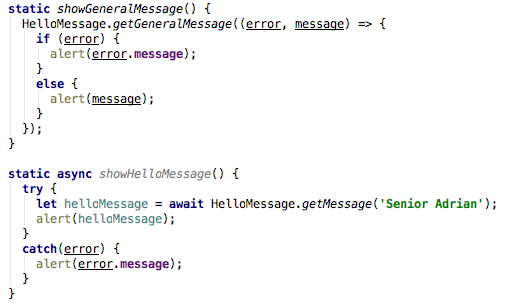 static showGeneralMessage() {
  HelloMessage.getGeneralMessage((error, message) => {
    if (error) {
      alert(error.message);
    }
    else {
      alert(message);
    }
  });
}

static async showHelloMessage() {
  try {
    let helloMessage = await HelloMessage.getMessage('Senior Adrian');
    alert(helloMessage);
  }
  catch(error) {
    alert(error.message);
  }
}